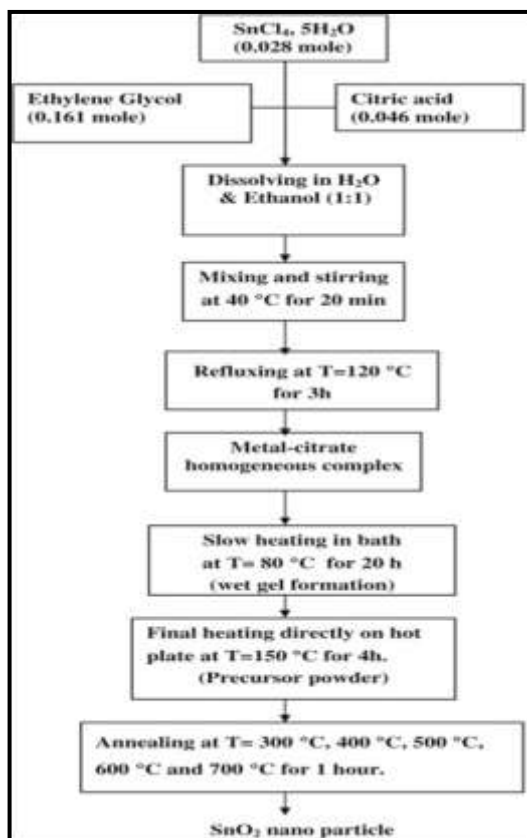 SnCl₄, 5H₂O
(0.028 mole)
Ethylene Glycol
(0.161 mole)
Citric acid
(0.046 mole)
Dissolving in H₂O
& Ethanol (1:1)
Mixing and stirring
at 40 °C for 20 min
Refluxing at T=120 °C
for 3h
Metal-citrate
homogeneous complex
Slow heating in bath
at T= 80 °C for 20 h
(wet gel formation)
Final heating directly on hot
plate at T=150 °C for 4h.
(Precursor powder)
Annealing at T= 300 °C, 400 °C, 500 °C,
600 °C and 700 °C for 1 hour.
SnO₂ nano particle